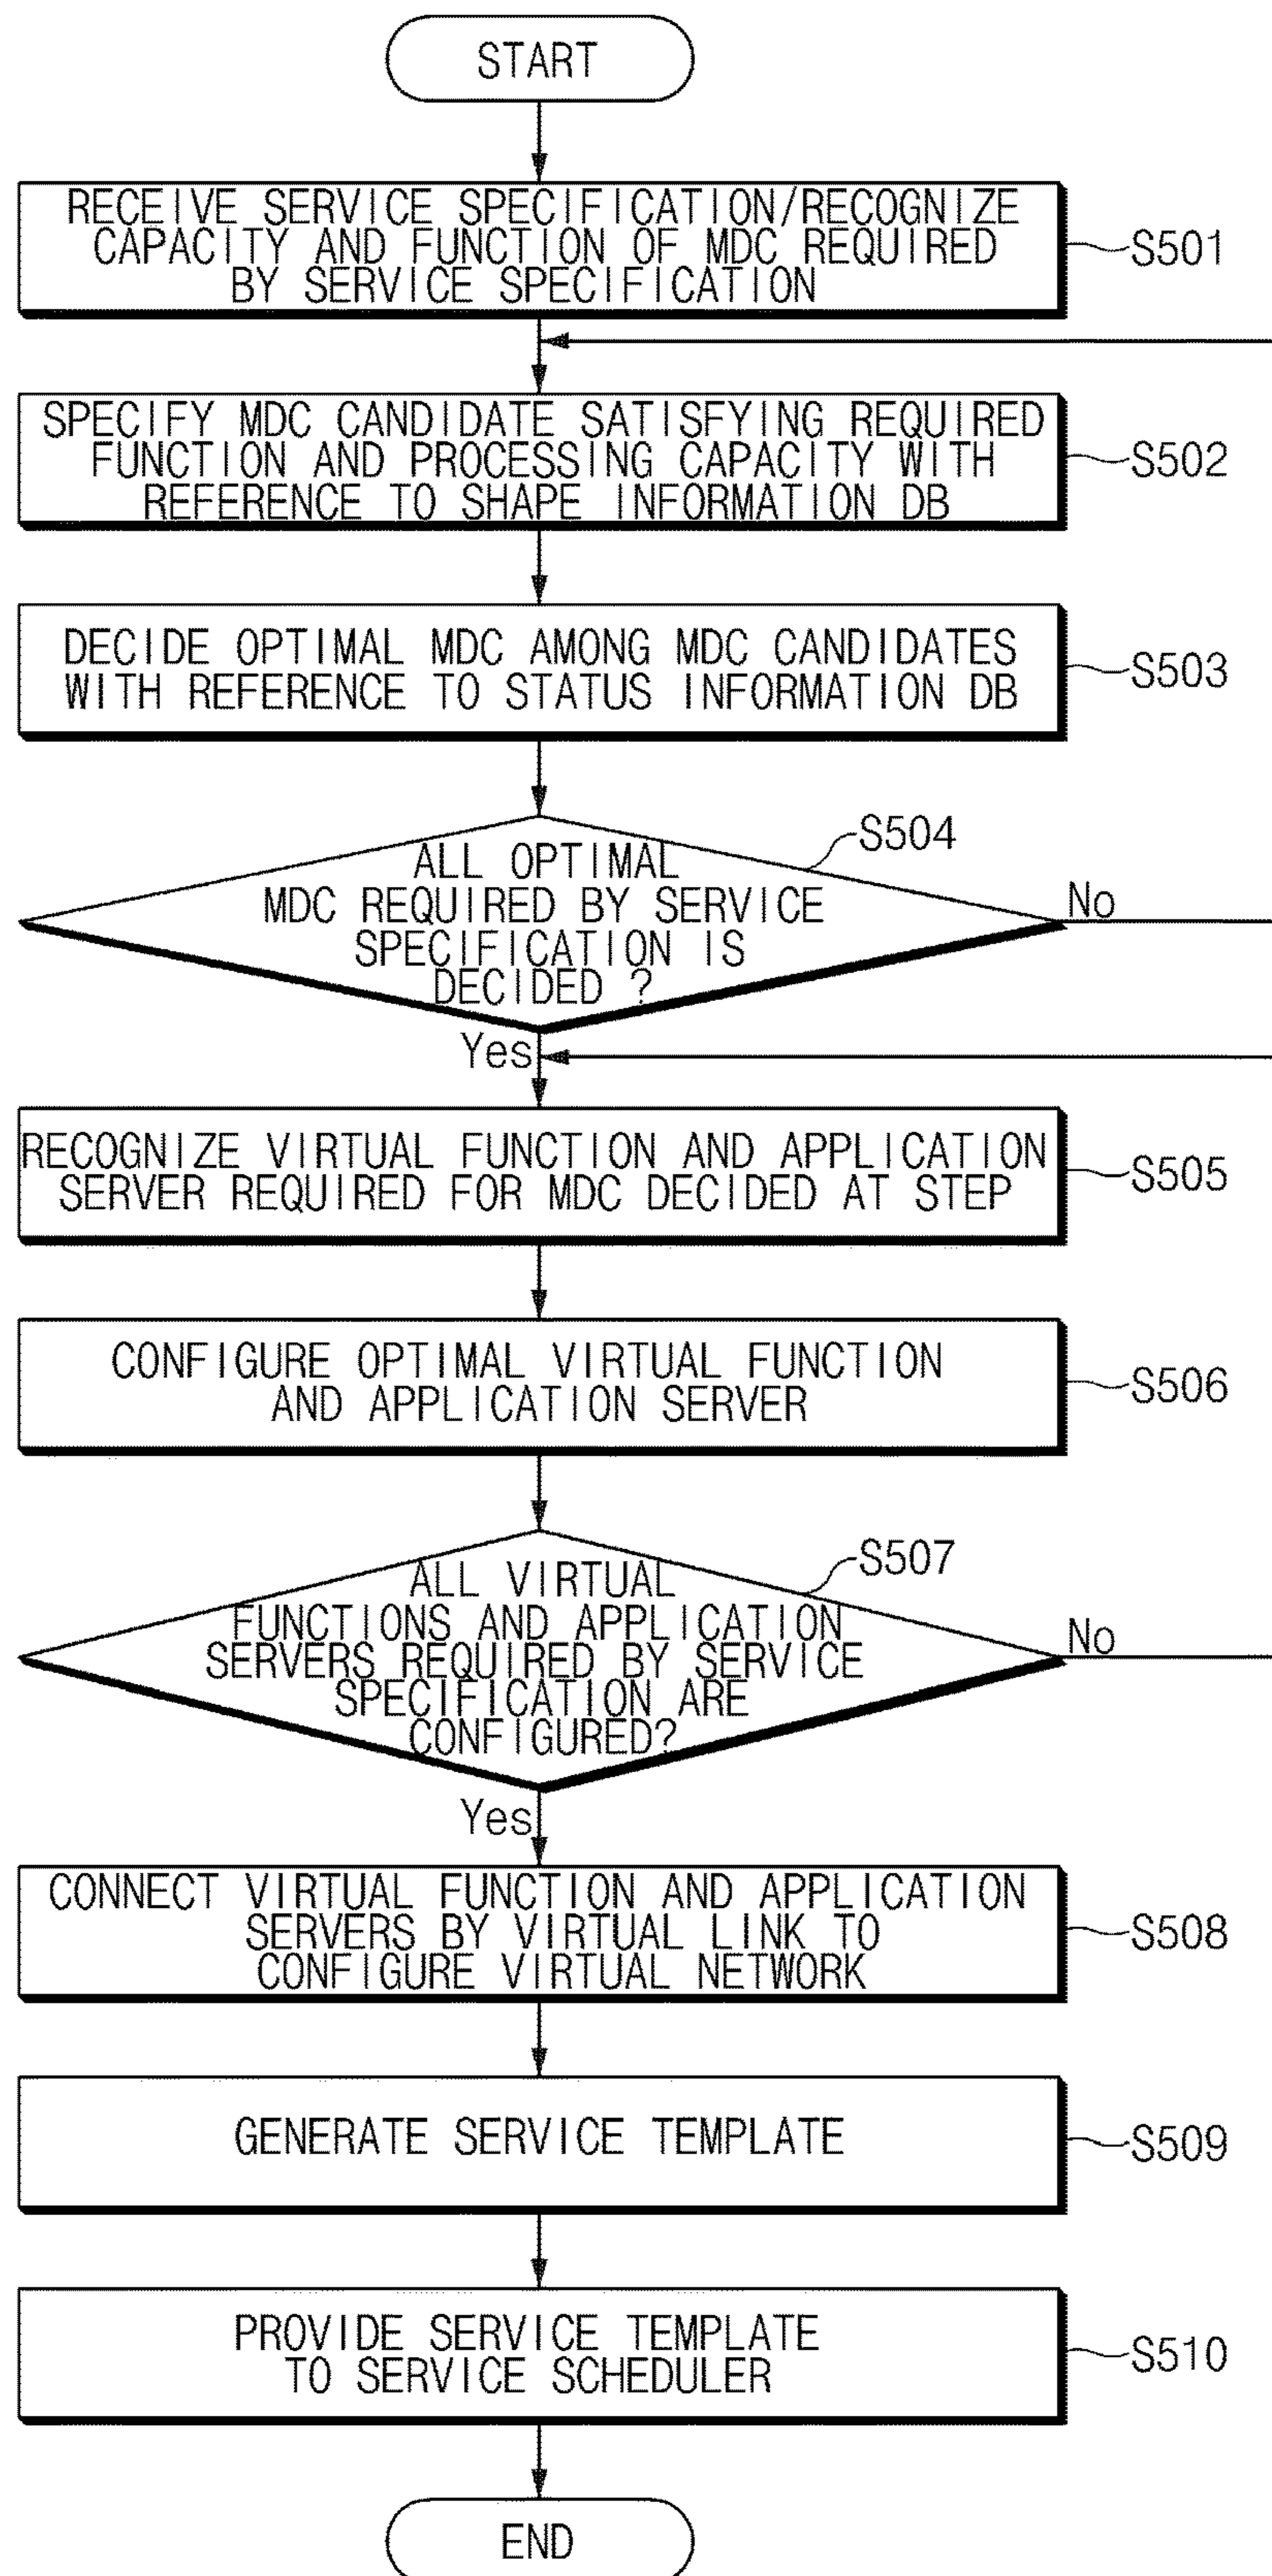 START
RECEIVE SERVICE SPECIFICATION/RECOGNIZE
CAPACITY AND FUNCTION OF MDC REQUIRED
BY SERVICE SPECIFICATION
S501
SPECIFY MDC CANDIDATE SATISFYING REQUIRED
FUNCTION AND PROCESSING CAPACITY WITH
REFERENCE TO SHAPE INFORMATION DB
S502
DECIDE OPTIMAL MDC AMONG MDC CANDIDATES
WITH REFERENCE TO STATUS INFORMATION DB
S503
S504
ALL OPTIMAL
MDC REQUIRED BY SERVICE
SPECIFICATION IS
DECIDED ?
No
Yes
RECOGNIZE VIRTUAL FUNCTION AND APPLICATION
SERVER REQUIRED FOR MDC DECIDED AT STEP
S505
CONFIGURE OPTIMAL VIRTUAL FUNCTION
AND APPLICATION SERVER
S506
S507
ALL VIRTUAL
FUNCTIONS AND APPLICATION
SERVERS REQUIRED BY SERVICE
SPECIFICATION ARE
CONFIGURED?
No
Yes
CONNECT VIRTUAL FUNCTION AND APPLICATION
SERVERS BY VIRTUAL LINK TO
CONFIGURE VIRTUAL NETWORK
S508
GENERATE SERVICE TEMPLATE
S509
PROVIDE SERVICE TEMPLATE
TO SERVICE SCHEDULER
S510
END